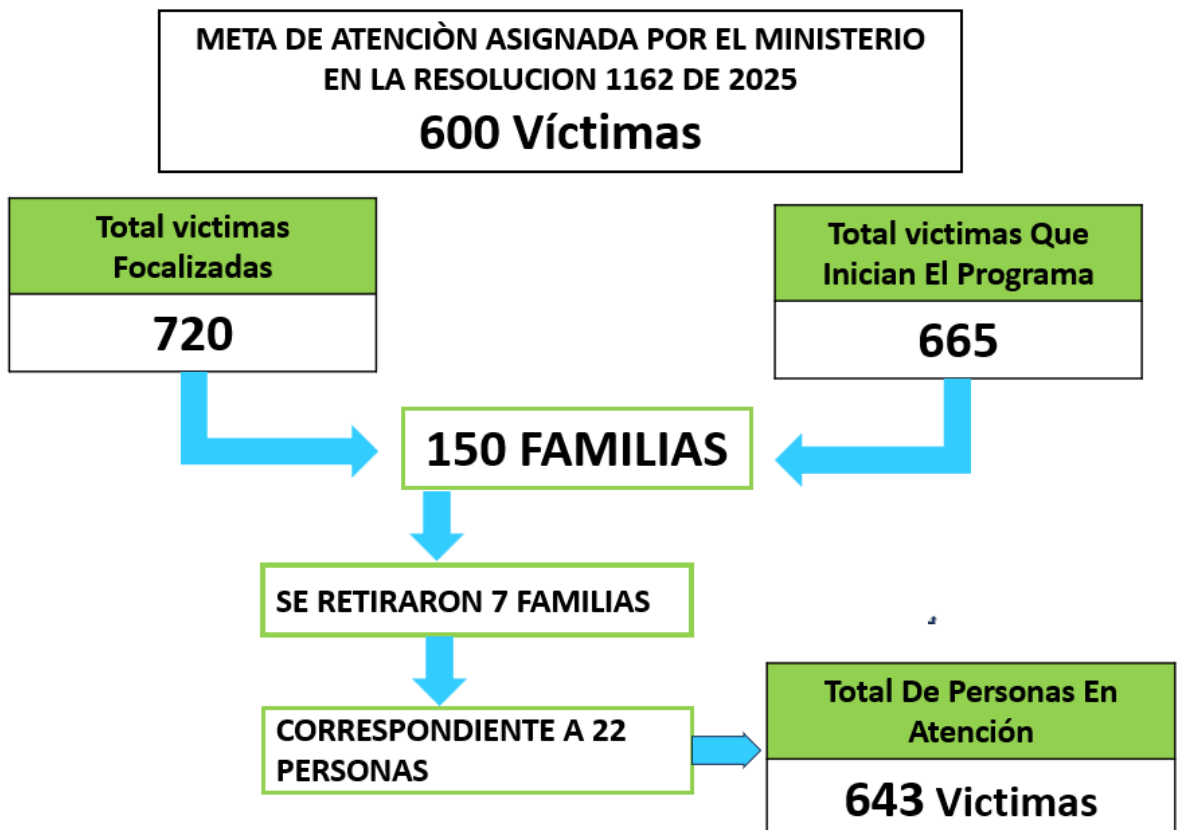 META DE ATENCIÒN ASIGNADA POR EL MINISTERIO
EN LA RESOLUCION 1162 DE 2025
600 Víctimas
Total victimas
Focalizadas
720
Total victimas Que
Inician El Programa
665
150 FAMILIAS
SE RETIRARON 7 FAMILIAS
CORRESPONDIENTE A 22
PERSONAS
Total De Personas En
Atención
643 Victimas